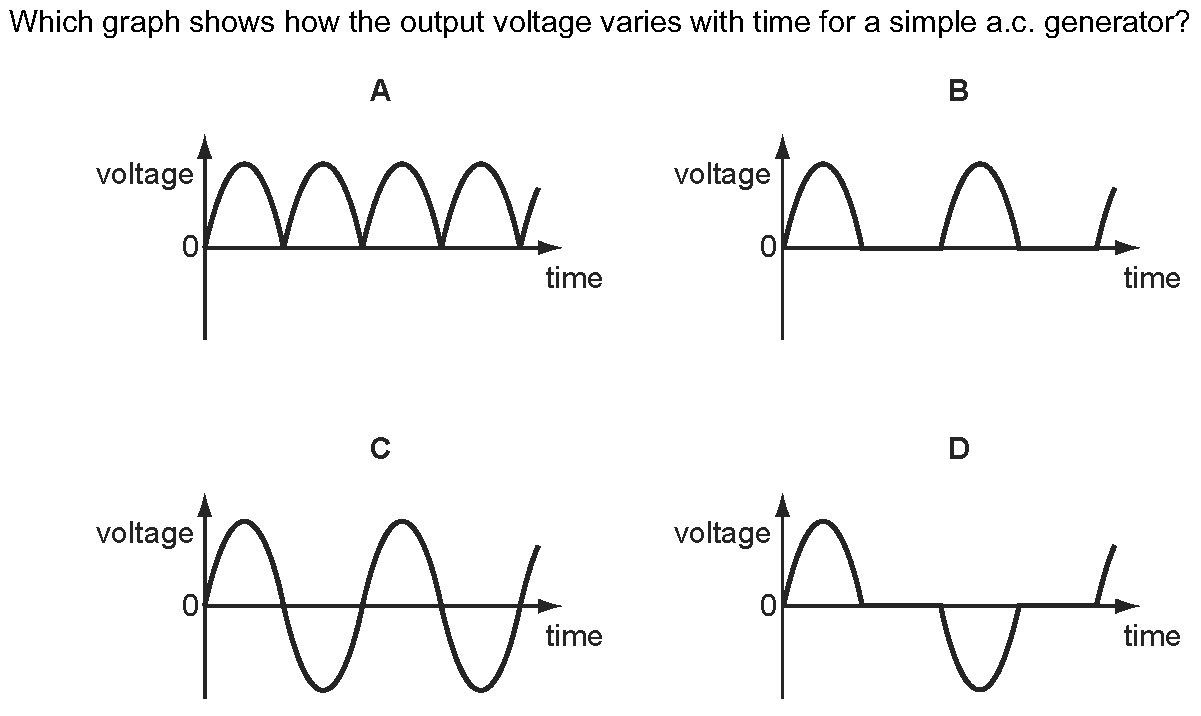 Which graph shows how the output voltage varies with time for a simple a.c. generator?
A
B
voltage
0
time
voltage
0
time
C
D
voltage
0
time
voltage
0
time